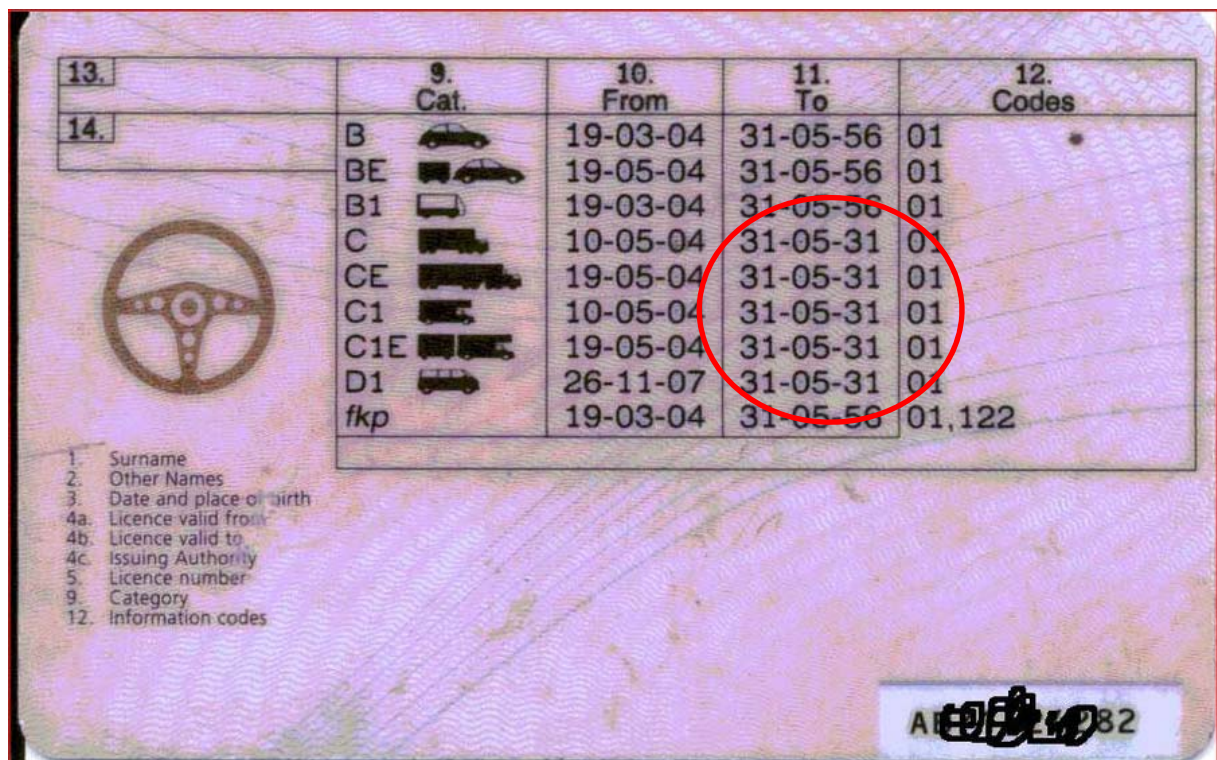 13.
9. 10. 11. 12.
Cat. From To Codes
14.
B 19-03-04 31-05-56 01
BE 19-05-04 31-05-56 01
B1 19-03-04 31-05-56 01
C 10-05-04 31-05-31 01
CE 19-05-04 31-05-31 01
C1 10-05-04 31-05-31 01
C1E 19-05-04 31-05-31 01
D1 26-11-07 31-05-31 01
fkp 19-03-04 31-05-56 01,122
1. Surname
2. Other Names
3. Date and place of birth
4a. Licence valid from
4b. Licence valid to
4c. Issuing Authority
5. Licence number
9. Category
12. Information codes